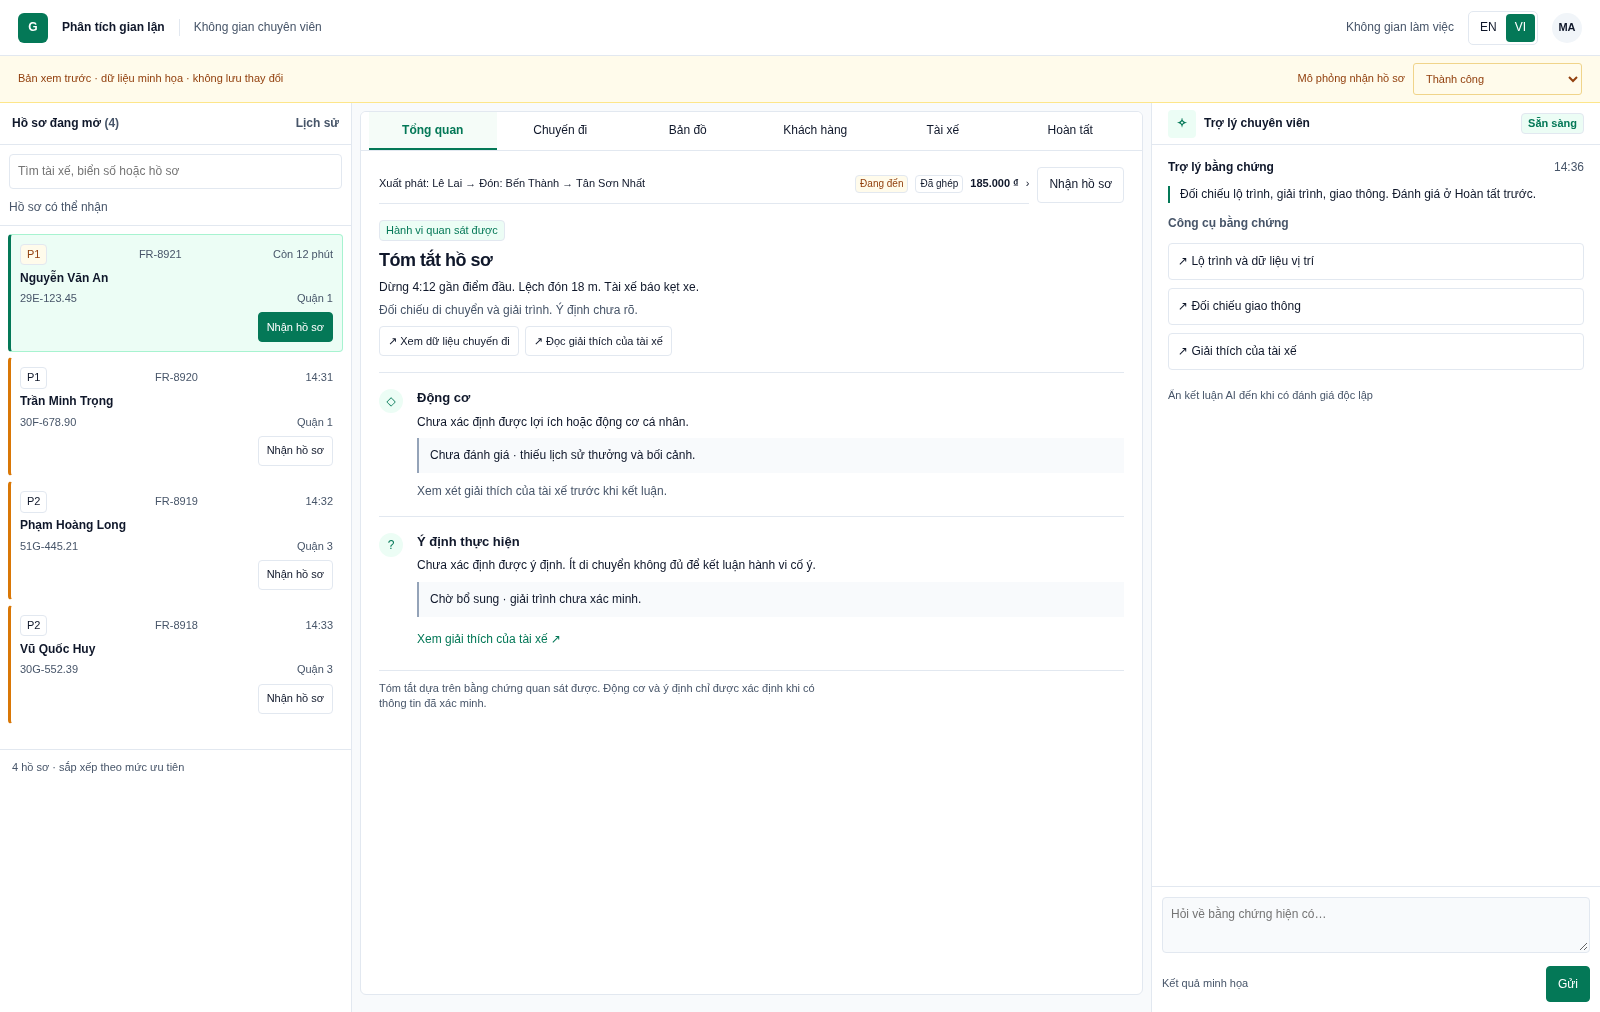 G Phân tích gian lận Không gian chuyên viên Không gian làm việc EN VI MA
Bản xem trước · dữ liệu minh họa · không lưu thay đổi Mô phỏng nhận hồ sơ Thành công
Hồ sơ đang mở (4) Lịch sử
Tìm tài xế, biển số hoặc hồ sơ
Hồ sơ có thể nhận
P1 FR-8921 Còn 12 phút
Nguyễn Văn An
29E-123.45 Quận 1
Nhận hồ sơ
P1 FR-8920 14:31
Trần Minh Trọng
30F-678.90 Quận 1
Nhận hồ sơ
P2 FR-8919 14:32
Phạm Hoàng Long
51G-445.21 Quận 3
Nhận hồ sơ
P2 FR-8918 14:33
Vũ Quốc Huy
30G-552.39 Quận 3
Nhận hồ sơ
4 hồ sơ · sắp xếp theo mức ưu tiên
Tổng quan Chuyến đi Bản đồ Khách hàng Tài xế Hoàn tất
Xuất phát: Lê Lai → Đón: Bến Thành → Tân Sơn Nhất Đang đến Đã ghép 185.000 ₫ › Nhận hồ sơ
Hành vi quan sát được
Tóm tắt hồ sơ
Dừng 4:12 gần điểm đầu. Lệch đón 18 m. Tài xế báo kẹt xe.
Đối chiếu di chuyển và giải trình. Ý định chưa rõ.
↗ Xem dữ liệu chuyến đi ↗ Đọc giải thích của tài xế
◇ Động cơ
Chưa xác định được lợi ích hoặc động cơ cá nhân.
Chưa đánh giá · thiếu lịch sử thưởng và bối cảnh.
Xem xét giải thích của tài xế trước khi kết luận.
? Ý định thực hiện
Chưa xác định được ý định. Ít di chuyển không đủ để kết luận hành vi cố ý.
Chờ bổ sung · giải trình chưa xác minh.
Xem giải thích của tài xế ↗
Tóm tắt dựa trên bằng chứng quan sát được. Động cơ và ý định chỉ được xác định khi có
thông tin đã xác minh.
✧ Trợ lý chuyên viên Sẵn sàng
Trợ lý bằng chứng 14:36
Đối chiếu lộ trình, giải trình, giao thông. Đánh giá ở Hoàn tất trước.
Công cụ bằng chứng
↗ Lộ trình và dữ liệu vị trí
↗ Đối chiếu giao thông
↗ Giải thích của tài xế
Ẩn kết luận AI đến khi có đánh giá độc lập
Hỏi về bằng chứng hiện có…
Kết quả minh họa Gửi